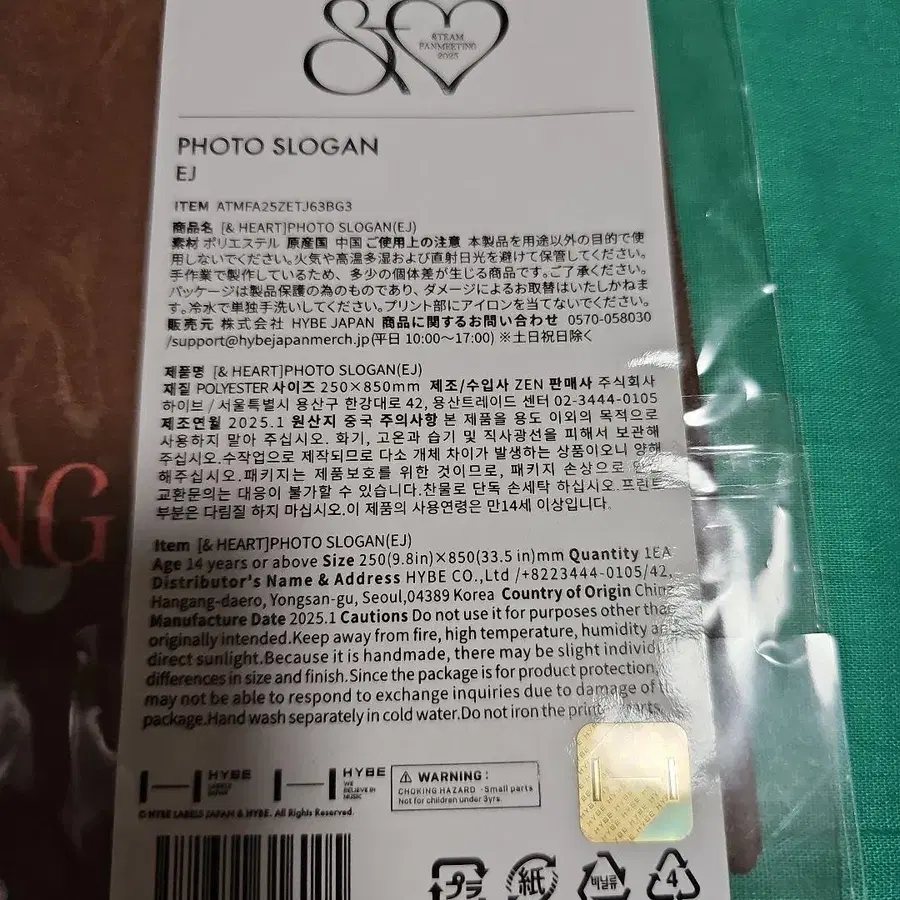 &TEAM
FANMEETING
2025
PHOTO SLOGAN
EJ
ITEM ATMFA25ZETJ63BG3
商品名 [& HEART]PHOTO SLOGAN(EJ)
素材 ポリエステル 原産国 中国 ご使用上の注意 本製品を用途以外の目的で使
用しないでください。火気や高温多湿および直射日光を避けて保管してください。
手作業で製作しているため、多少の個体差が生じる商品です。ご了承ください。
パッケージは製品保護の為のものであり、ダメージによるお取替はいたしかねま
す。冷水で単独手洗いしてください。プリント部にアイロンを当てないでください。
販売元 株式会社 HYBE JAPAN 商品に関するお問い合わせ 0570-058030
/support@hybejapanmerch.jp(平日 10:00～17:00) ※土日祝日除く
제품명 [& HEART]PHOTO SLOGAN(EJ)
재질 POLYESTER 사이즈 250×850mm 제조/수입사 ZEN 판매사 주식회사
하이브 / 서울특별시 용산구 한강대로 42, 용산트레이드 센터 02-3444-0105
제조연월 2025.1 원산지 중국 주의사항 본 제품을 용도 이외의 목적으로
사용하지 말아 주십시오. 화기, 고온과 습기 및 직사광선을 피해서 보관해
주십시오.수작업으로 제작되므로 다소 개체 차이가 발생하는 상품이오니 양해
해주십시오.패키지는 제품보호를 위한 것이므로, 패키지 손상으로 인
교환문의는 대응이 불가할 수 있습니다.찬물로 단독 손세탁 하십시오.프린트
부분은 다림질 하지 마십시오.이 제품의 사용연령은 만14세 이상입니다.
Item [& HEART]PHOTO SLOGAN(EJ)
Age 14 years or above Size 250(9.8in)×850(33.5 in)mm Quantity 1EA
Distributor's Name & Address HYBE CO.,Ltd /+8223444-0105/42,
Hangang-daero, Yongsan-gu, Seoul,04389 Korea Country of Origin China
Manufacture Date 2025.1 Cautions Do not use it for purposes other than
originally intended.Keep away from fire, high temperature, humidity and
direct sunlight.Because it is handmade, there may be slight individual
differences in size and finish.Since the package is for product protection,
may not be able to respond to exchange inquiries due to damage of the
package.Hand wash separately in cold water.Do not iron the printed parts.
NG
HYBE
LABELS
JAPAN
HYBE
WE
BELIEVE IN
MUSIC
WARNING:
CHOKING HAZARD - Small parts
Not for children under 3yrs.
© HYBE LABELS JAPAN & HYBE. All Rights Reserved.
プラ
紙
비닐류
4